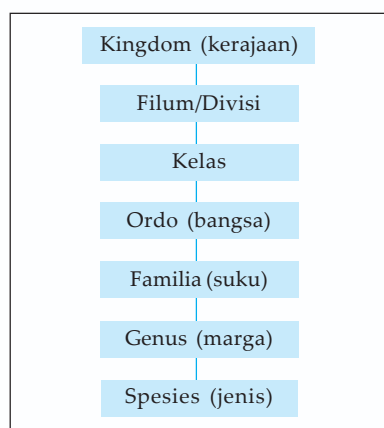 Kingdom (kerajaan)
Filum/Divisi
Kelas
Ordo (bangsa)
Familia (suku)
Genus (marga)
Spesies (jenis)